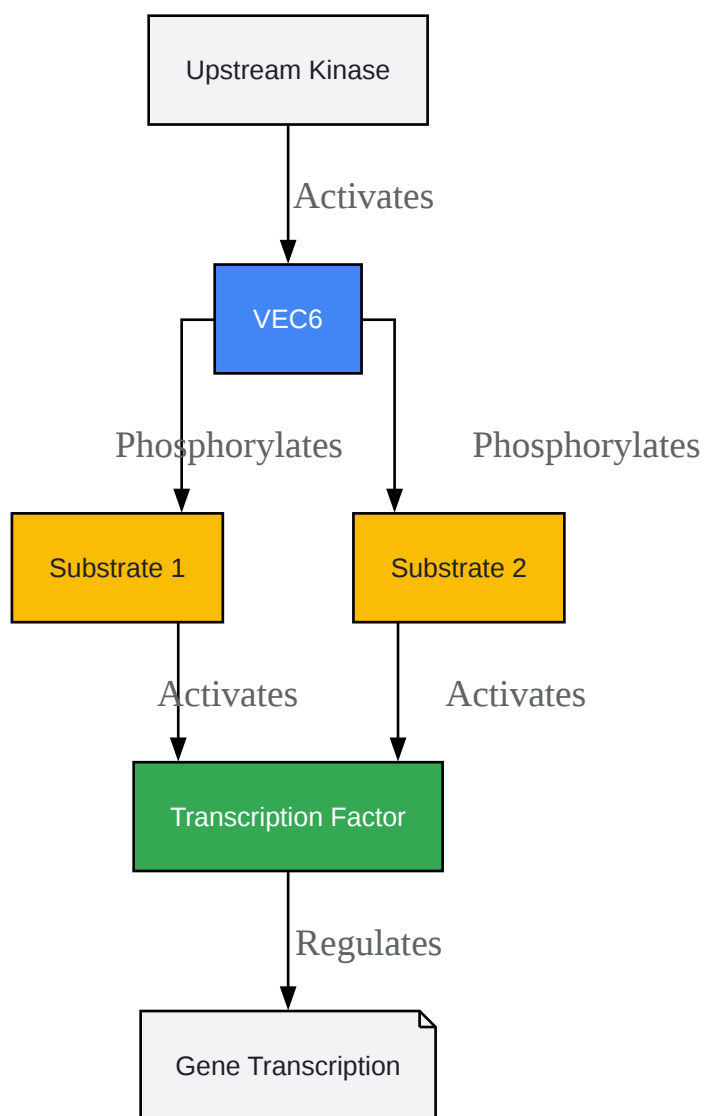 Upstream Kinase
Activates
VEC6
Phosphorylates
Phosphorylates
Substrate 1
Substrate 2
Activates
Activates
Transcription Factor
Regulates
Gene Transcription